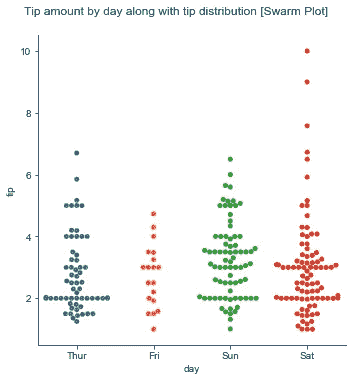 Tip amount by day along with tip distribution [Swarm Plot]
10
8
6
4
2
tip
Thur Fri Sun Sat
day